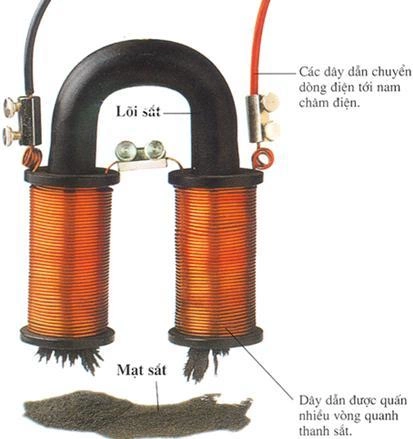 Các dây dẫn chuyển
dòng điện tới nam
châm điện.
Lõi sắt
Mạt sắt
Dây dẫn được quấn
nhiều vòng quanh
thanh sắt.